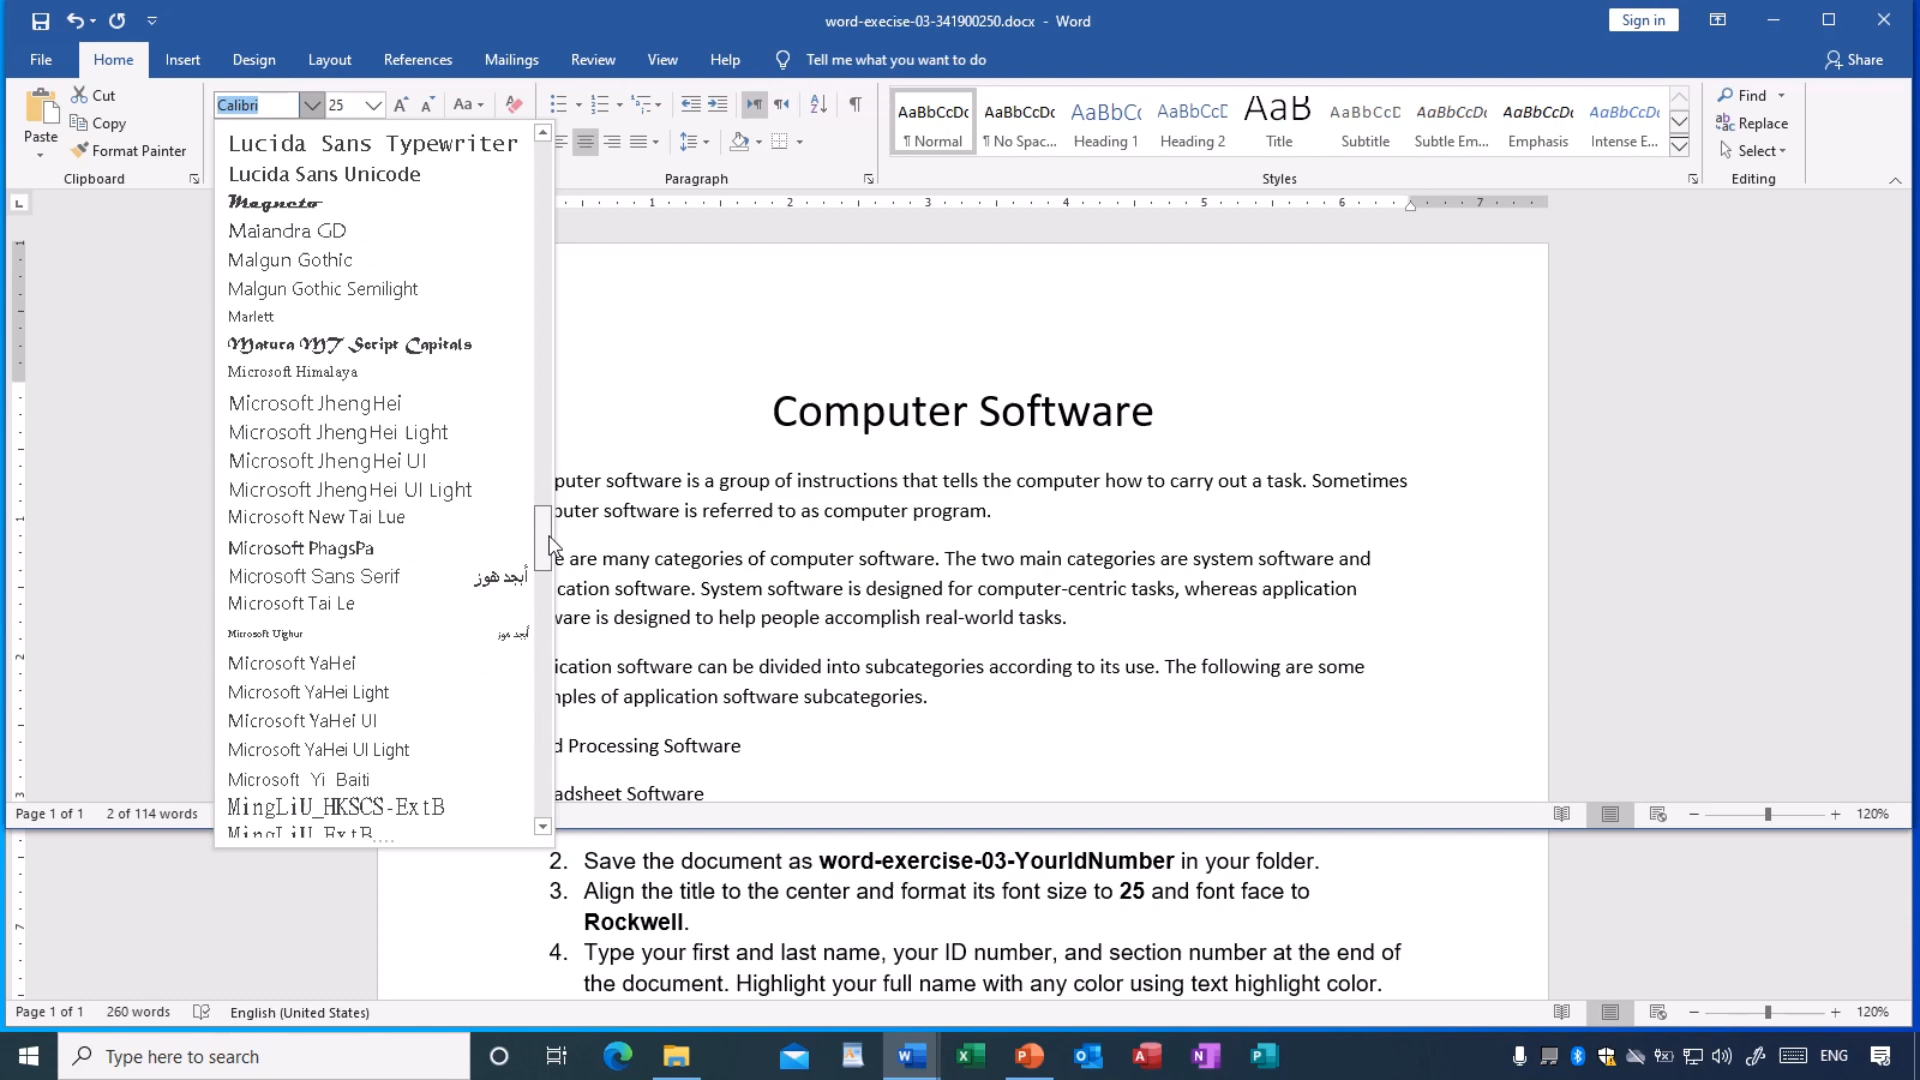 word-execise-03-341900250.docx - Word
Sign in
File
Home
Insert
Design
Layout
References
Mailings
Review
View
Help
Tell me what you want to do
Share
Paste
Cut
Copy
Format Painter
Clipboard
Calibri
25
Aa
Paragraph
AaBbCcDc
¶ Normal
AaBbCcDc
¶ No Spac...
AaBbCc
Heading 1
AaBbCcD
Heading 2
AaB
Title
AaBbCcD
Subtitle
AaBbCcDc
Subtle Em...
AaBbCcDc
Emphasis
AaBbCcDc
Intense E...
Styles
Find
Replace
Select
Editing
1 2 3 4 5 6 7
Lucida Sans Typewriter
Lucida Sans Unicode
Magneto
Maiandra GD
Malgun Gothic
Malgun Gothic Semilight
Marlett
Matura MT Script Capitals
Microsoft Himalaya
Microsoft JhengHei
Microsoft JhengHei Light
Microsoft JhengHei UI
Microsoft JhengHei UI Light
Microsoft New Tai Lue
Microsoft PhagsPa
Microsoft Sans Serif أبجد هوز
Microsoft Tai Le
Microsoft Uighur أبجد هوز
Microsoft YaHei
Microsoft YaHei Light
Microsoft YaHei UI
Microsoft YaHei UI Light
Microsoft Yi Baiti
MingLiU_HKSCS-ExtB
MingLiU_ExtB
Computer Software
puter software is a group of instructions that tells the computer how to carry out a task. Sometimes
puter software is referred to as computer program.
e are many categories of computer software. The two main categories are system software and
cation software. System software is designed for computer-centric tasks, whereas application
ware is designed to help people accomplish real-world tasks.
ication software can be divided into subcategories according to its use. The following are some
nples of application software subcategories.
d Processing Software
adsheet Software
Page 1 of 1
2 of 114 words
120%
2. Save the document as word-exercise-03-YourIdNumber in your folder.
3. Align the title to the center and format its font size to 25 and font face to
Rockwell.
4. Type your first and last name, your ID number, and section number at the end of
the document. Highlight your full name with any color using text highlight color.
Page 1 of 1
260 words
English (United States)
120%
Type here to search
ENG